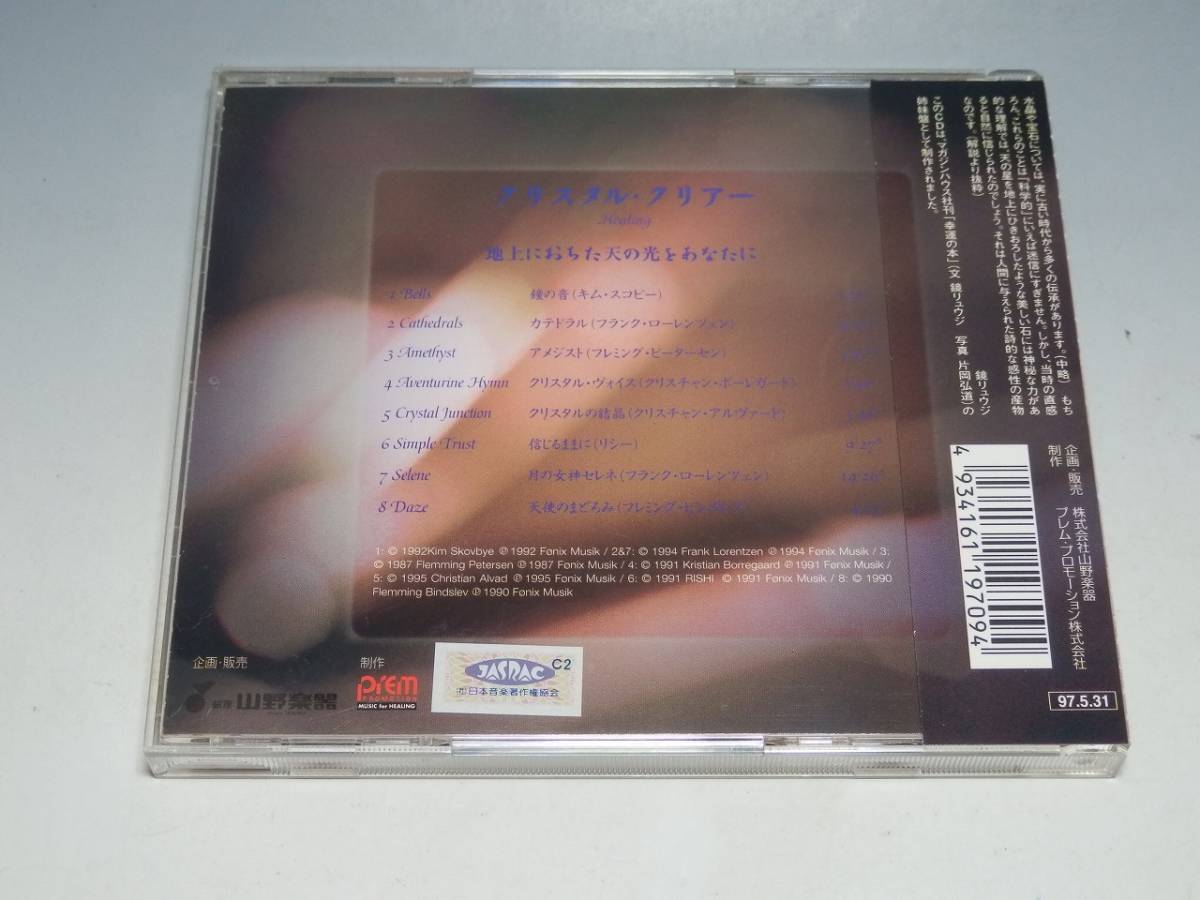 クリスタル・クリアー
Healing
地上におちた天の光をあなたに
1 Bells 鐘の音(キム・スコビー)
2 Cathedrals カテドラル(フランク・ローレンツェン)
3 Amethyst アメジスト(フレミング・ピーターセン)
4 Aventurine Hymn クリスタル・ヴォイス(クリスチャン・ボーレガード)
5 Crystal Junction クリスタルの結晶(クリスチャン・アルヴァード)
6 Simple Trust 信じるままに(リシー) 9'27"
7 Selene 月の女神セレネ(フランク・ローレンツェン)
8 Daze 天使のまどろみ(フレミング・
1: © 1992Kim Skovbye ℗ 1992 Fønix Musik / 2&7: © 1994 Frank Lorentzen ℗ 1994 Fønix Musik / 3:
© 1987 Flemming Petersen ℗ 1987 Fønix Musik / 4: © 1991 Kristian Borregaard ℗ 1991 Fønix Musik /
5: © 1995 Christian Alvad ℗ 1995 Fønix Musik / 6: © 1991 RISHI © 1991 Fønix Musik / 8: © 1990
Flemming Bindslev ℗ 1990 Fønix Musik
企画・販売
山野楽器
制作
Prem
PROMOTION
MUSIC for HEALING
JASRAC
C2
日本音楽著作権協会
水晶や宝石については、実に古い時代から多くの伝承があります。(中略) もち
ろん、これらのことは「科学的」にいえば迷信にすぎません。しかし、当時の直感
的な理解では、天の星を地上にひきおろしたような美しい石には神秘な力があ
ると自然に信じられたのでしょう。それは人間に与えられた詩的な感性の産物
なのです。(解説より抜粋) 鏡リュウジ
このCDは、マガジンハウス社刊「幸運の本」(文 鏡リュウジ 写真 片岡弘道)の
姉妹盤として制作されました。
企画・販売 株式会社山野楽器
制作 プレム・プロモーション株式会社
4934161197094
97.5.31